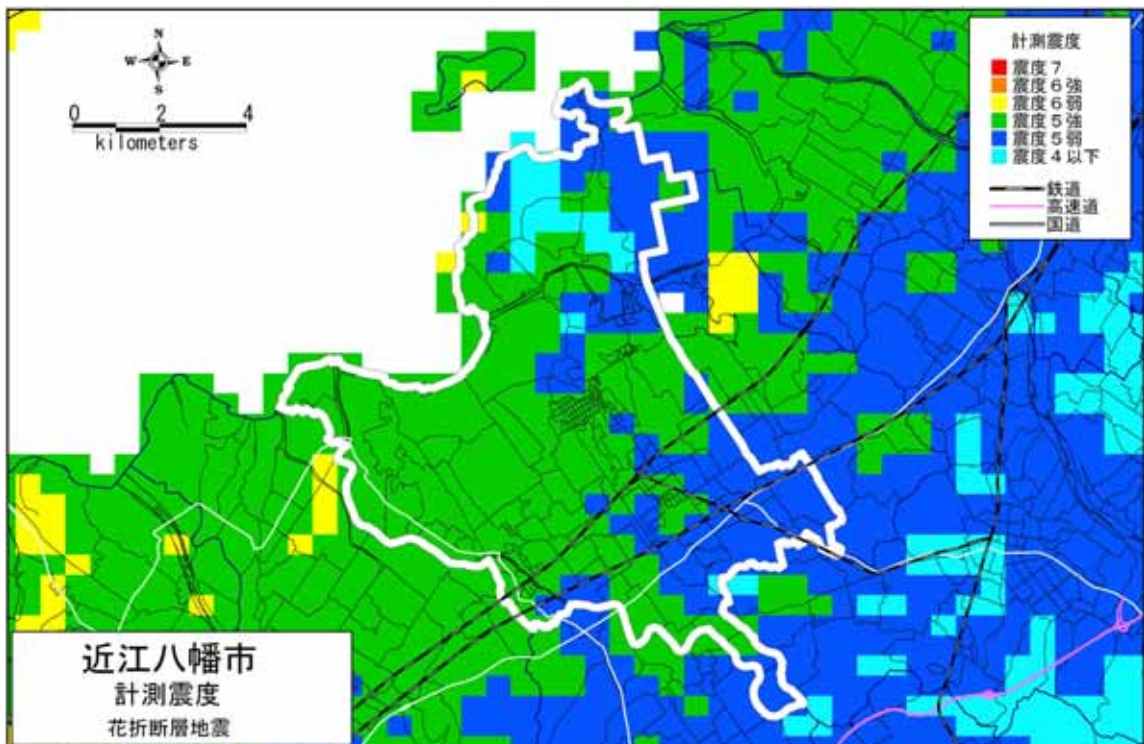 N
W E
S
0 2 4
kilometers
計測震度
震度7
震度6強
震度6弱
震度5強
震度5弱
震度4以下
鉄道
高速道
国道
近江八幡市
計測震度
花折断層地震